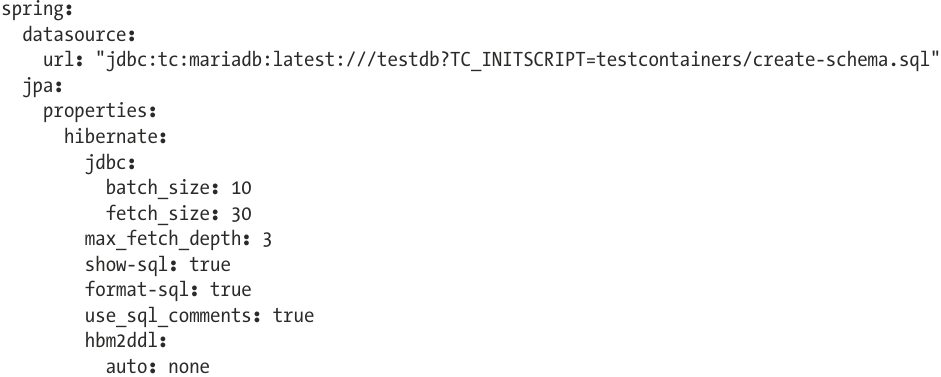 spring:
  datasource:
    url: "jdbc:tc:mariadb:latest:///testdb?TC_INITSCRIPT=testcontainers/create-schema.sql"
  jpa:
    properties:
      hibernate:
        jdbc:
          batch_size: 10
          fetch_size: 30
        max_fetch_depth: 3
        show-sql: true
        format-sql: true
        use_sql_comments: true
        hbm2ddl:
          auto: none